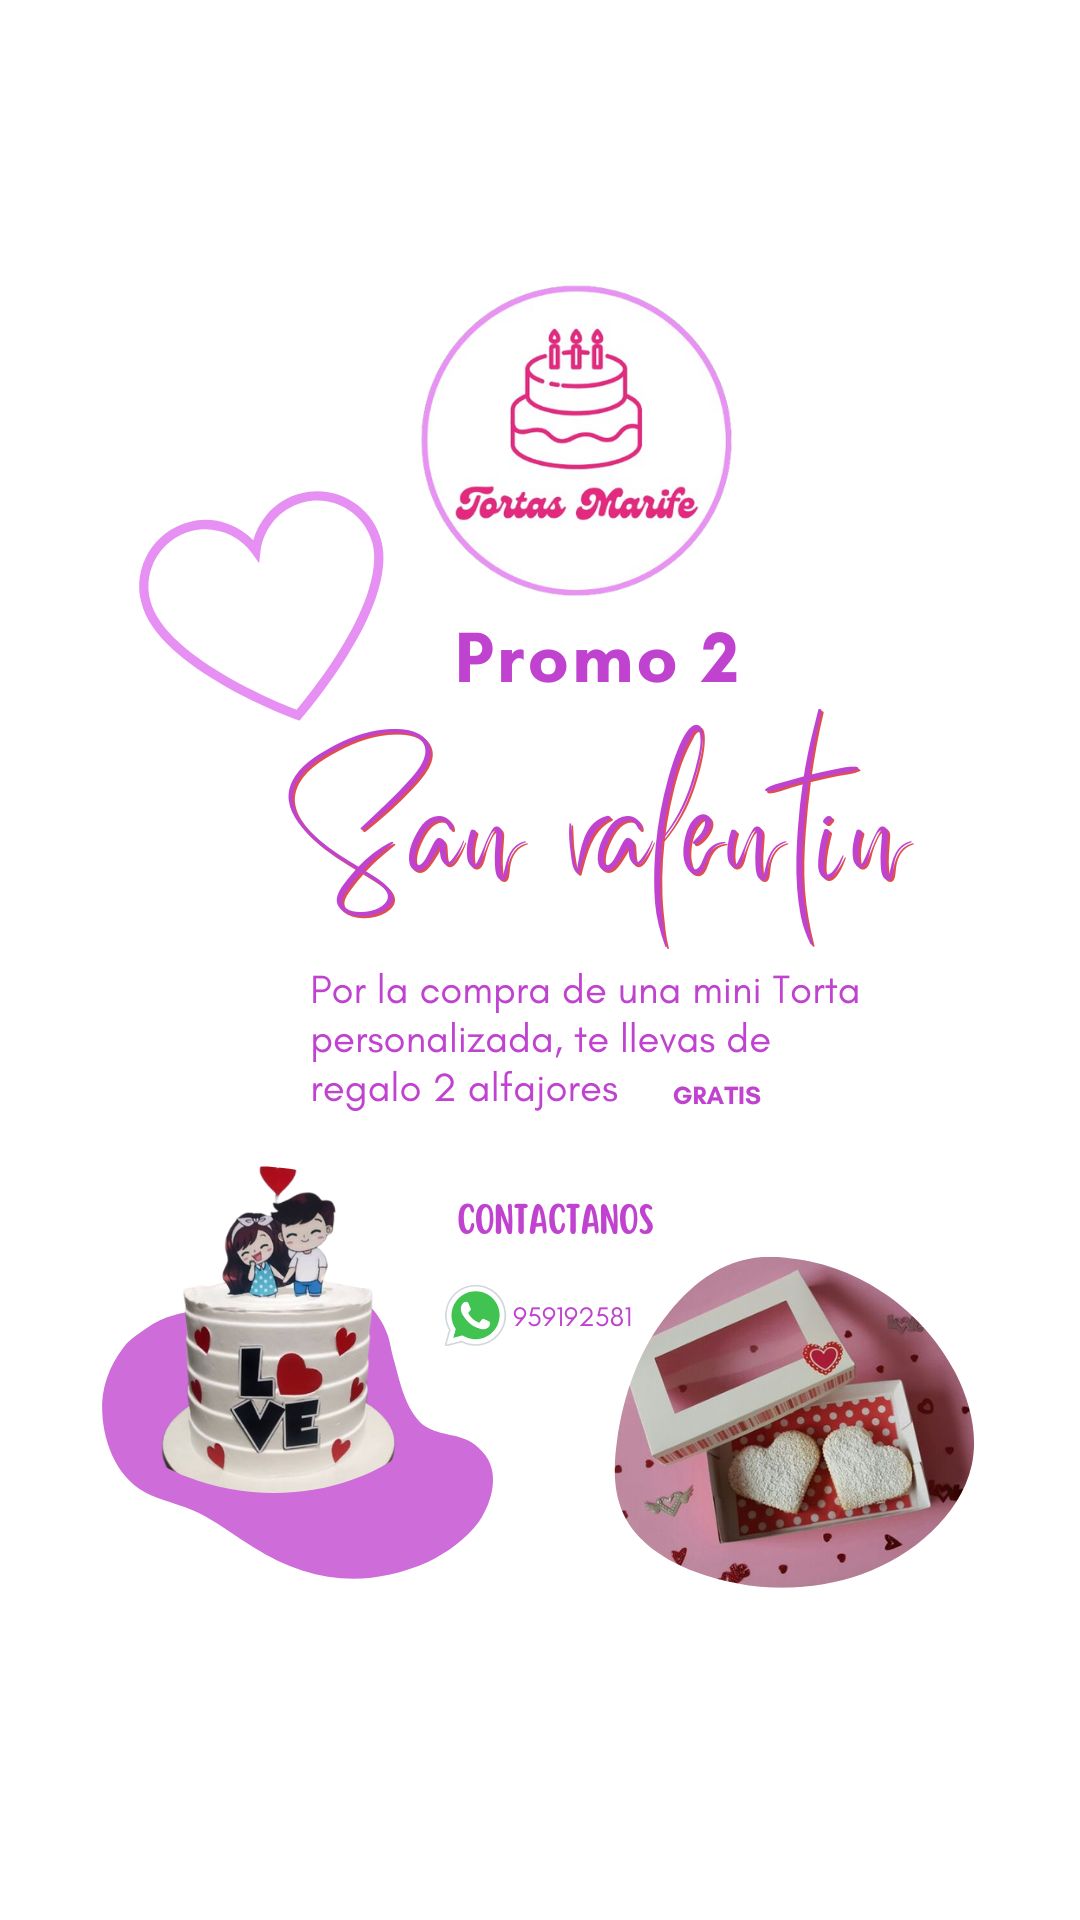 Tortas Marife
Promo 2
San valentin
Por la compra de una mini Torta
personalizada, te llevas de
regalo 2 alfajores GRATIS
CONTACTANOS
959192581
LOVE